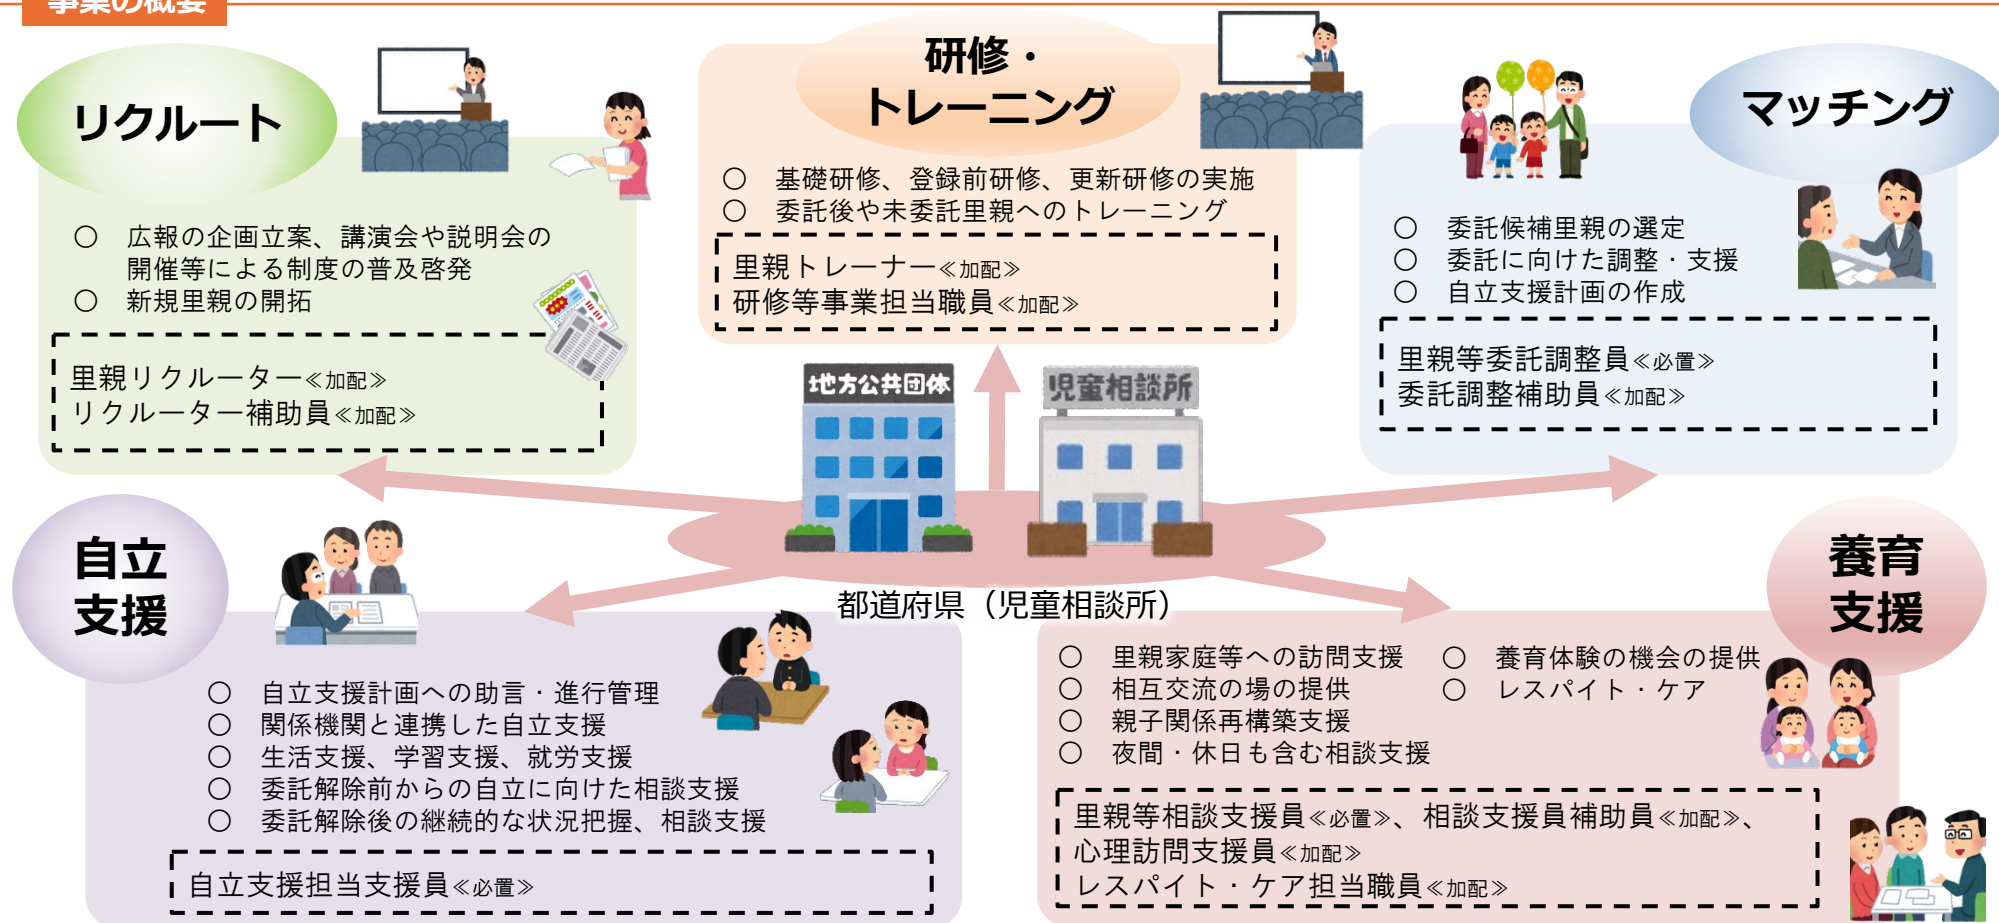 事業の概要
リクルート
○ 広報の企画立案、講演会や説明会の
開催等による制度の普及啓発
○ 新規里親の開拓
里親リクルーター≪加配≫
リクルーター補助員≪加配≫
研修・
トレーニング
○ 基礎研修、登録前研修、更新研修の実施
○ 委託後や未委託里親へのトレーニング
里親トレーナー≪加配≫
研修等事業担当職員≪加配≫
マッチング
○ 委託候補里親の選定
○ 委託に向けた調整・支援
○ 自立支援計画の作成
里親等委託調整員≪必置≫
委託調整補助員≪加配≫
地方公共団体
児童相談所
都道府県（児童相談所）
自立
支援
○ 自立支援計画への助言・進行管理
○ 関係機関と連携した自立支援
○ 生活支援、学習支援、就労支援
○ 委託解除前からの自立に向けた相談支援
○ 委託解除後の継続的な状況把握、相談支援
自立支援担当支援員≪必置≫
養育
支援
○ 里親家庭等への訪問支援
○ 相互交流の場の提供
○ 親子関係再構築支援
○ 夜間・休日も含む相談支援
○ 養育体験の機会の提供
○ レスパイト・ケア
里親等相談支援員≪必置≫、相談支援員補助員≪加配≫、
心理訪問支援員≪加配≫
レスパイト・ケア担当職員≪加配≫